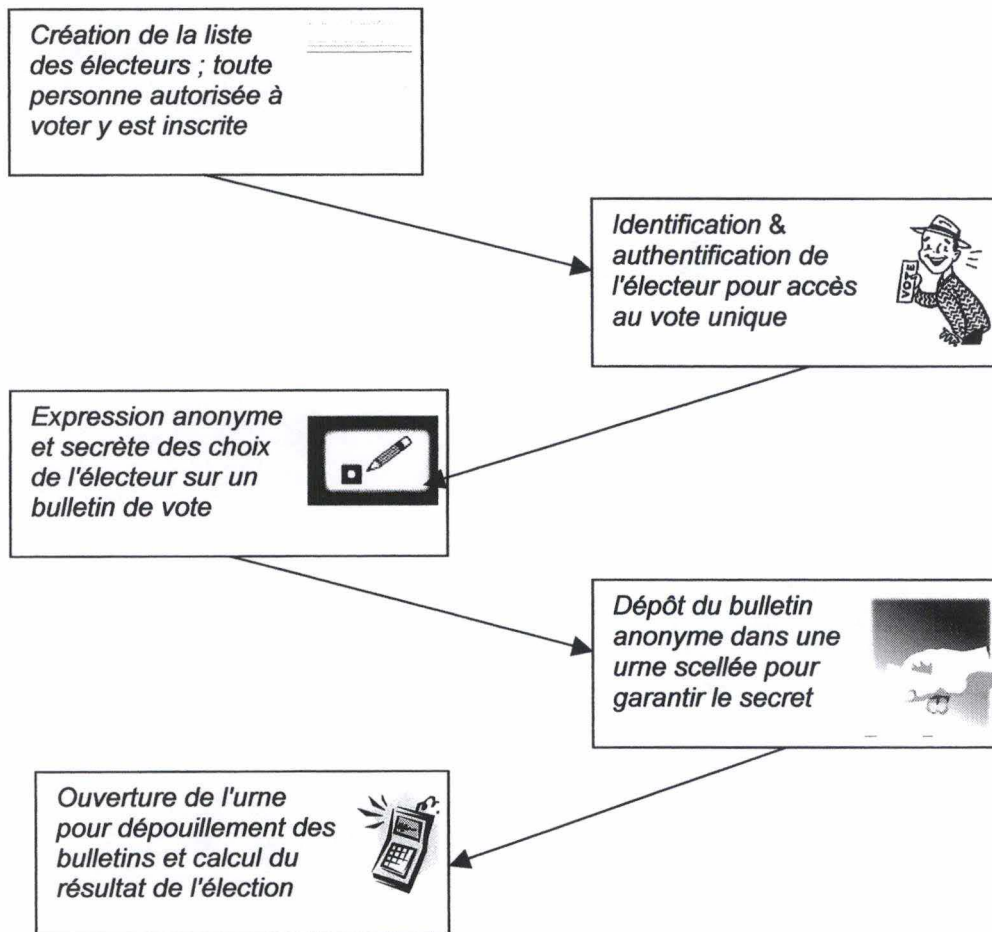 Création de la liste
des électeurs ; toute
personne autorisée à
voter y est inscrite
Identification &
authentification de
l'électeur pour accès
au vote unique
VOTE
Expression anonyme
et secrète des choix
de l'électeur sur un
bulletin de vote
Dépôt du bulletin
anonyme dans une
urne scellée pour
garantir le secret
Ouverture de l'urne
pour dépouillement des
bulletins et calcul du
résultat de l'élection